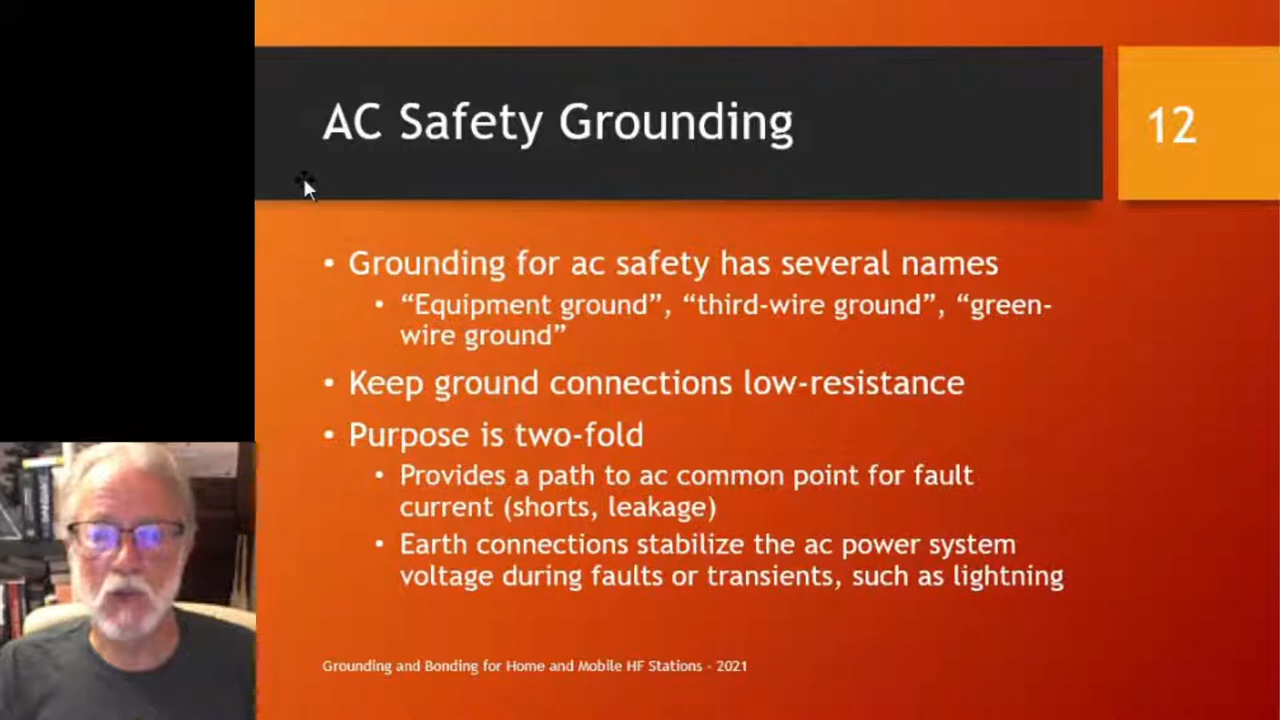 AC Safety Grounding
12
• Grounding for ac safety has several names
• “Equipment ground”, “third-wire ground”, “green-
wire ground”
• Keep ground connections low-resistance
• Purpose is two-fold
• Provides a path to ac common point for fault
current (shorts, leakage)
• Earth connections stabilize the ac power system
voltage during faults or transients, such as lightning
Grounding and Bonding for Home and Mobile HF Stations - 2021